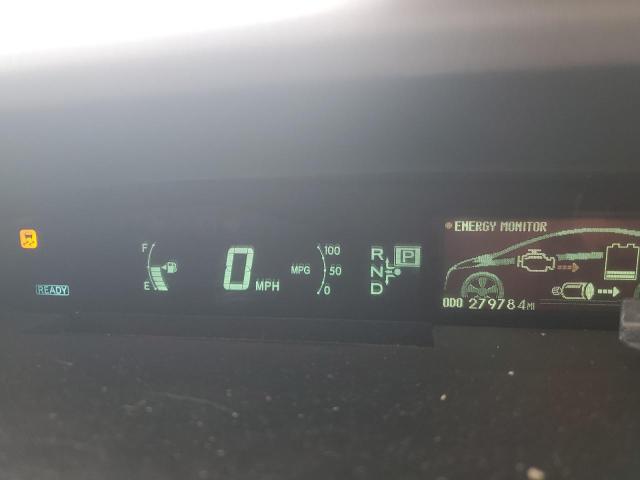 ENERGY MONITOR
F
E
READY
0 MPH
MPG
100
50
0
R
N
D
P
ODO 279784 MI